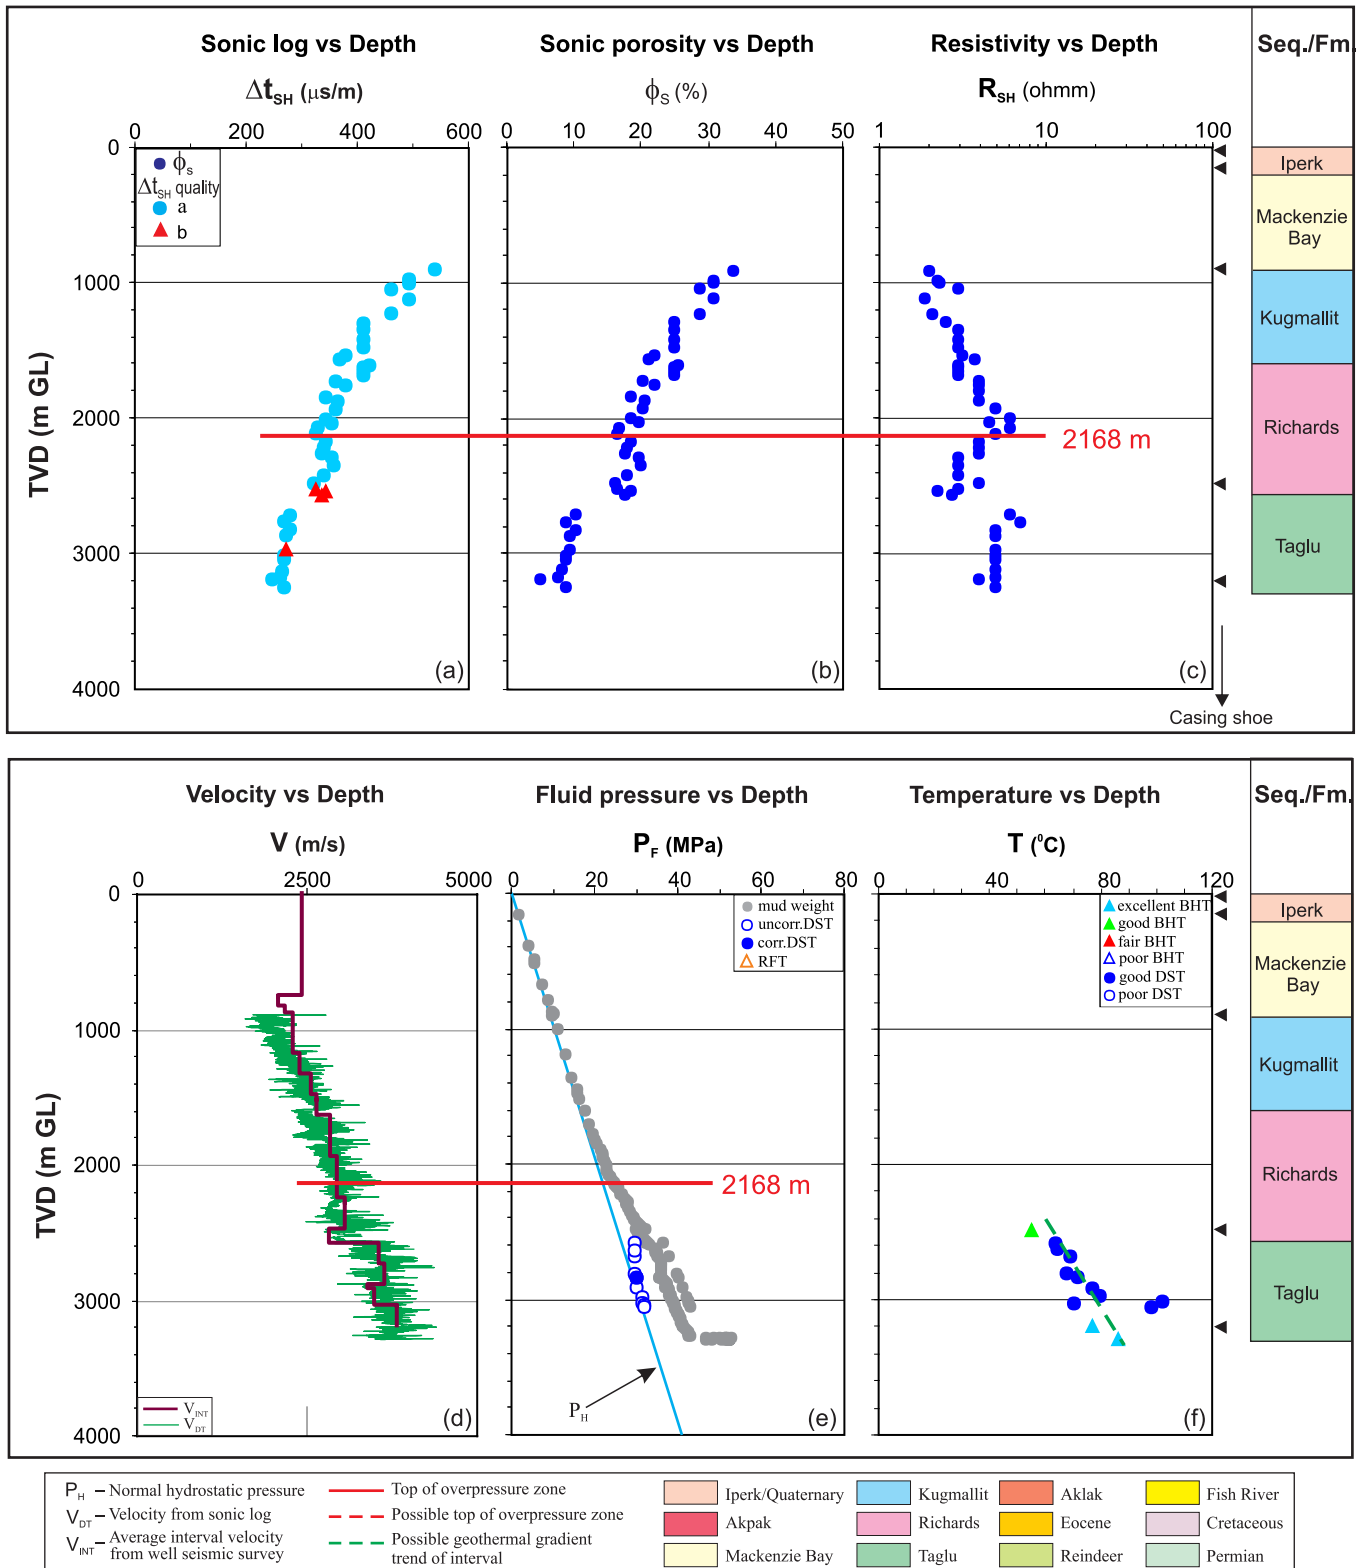 Sonic log vs Depth
Sonic porosity vs Depth
Resistivity vs Depth
Seq./Fm.
Δt_SH (μs/m)
ϕ_S (%)
R_SH (ohmm)
0 200 400 600
0 10 20 30 40 50
1 10 100
TVD (m GL)
0
1000
2000
3000
4000
ϕ_s
Δt_SH quality
a
b
2168 m
(a)
(b)
(c)
Iperk
Mackenzie
Bay
Kugmallit
Richards
Taglu
Casing shoe
Velocity vs Depth
Fluid pressure vs Depth
Temperature vs Depth
Seq./Fm.
V (m/s)
P_F (MPa)
T (⁰C)
0 2500 5000
0 20 40 60 80
0 40 80 120
TVD (m GL)
0
1000
2000
3000
4000
mud weight
uncorr.DST
corr.DST
RFT
excellent BHT
good BHT
fair BHT
poor BHT
good DST
poor DST
2168 m
P_H
V_INT
V_DT
(d)
(e)
(f)
Iperk
Mackenzie
Bay
Kugmallit
Richards
Taglu
P_H – Normal hydrostatic pressure
V_DT – Velocity from sonic log
V_INT – Average interval velocity
from well seismic survey
Top of overpressure zone
Possible top of overpressure zone
Possible geothermal gradient
trend of interval
Iperk/Quaternary
Kugmallit
Aklak
Fish River
Akpak
Richards
Eocene
Cretaceous
Mackenzie Bay
Taglu
Reindeer
Permian